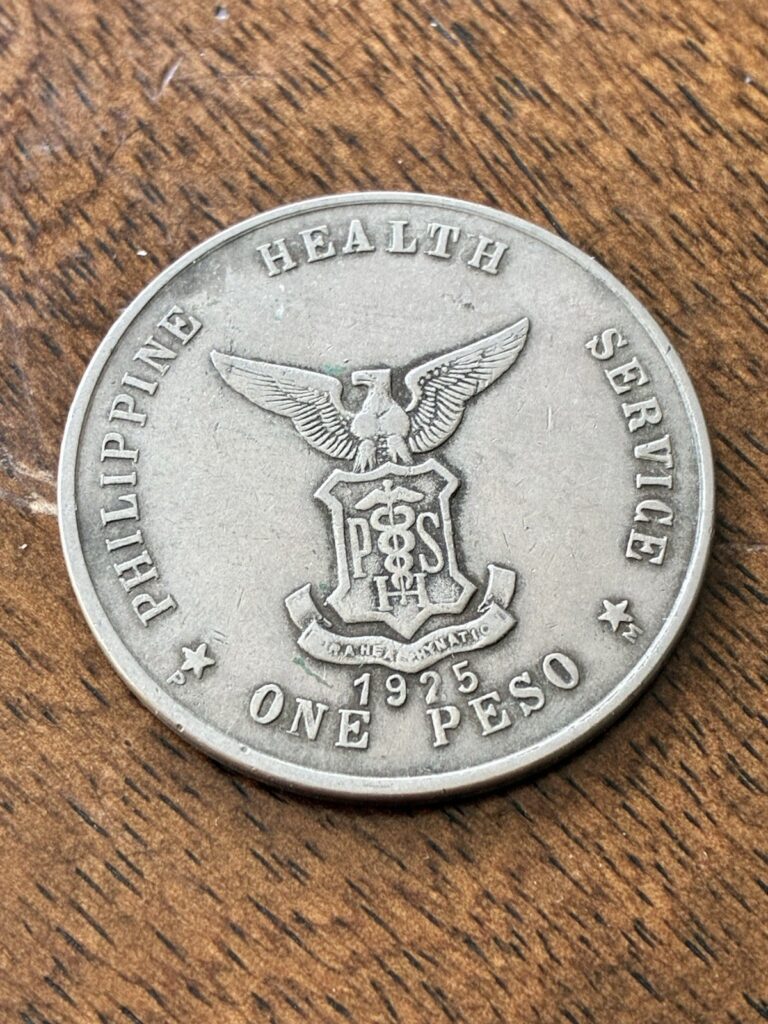 PHILIPPINE HEALTH SERVICE
PHS
1925
ONE PESO
P
M